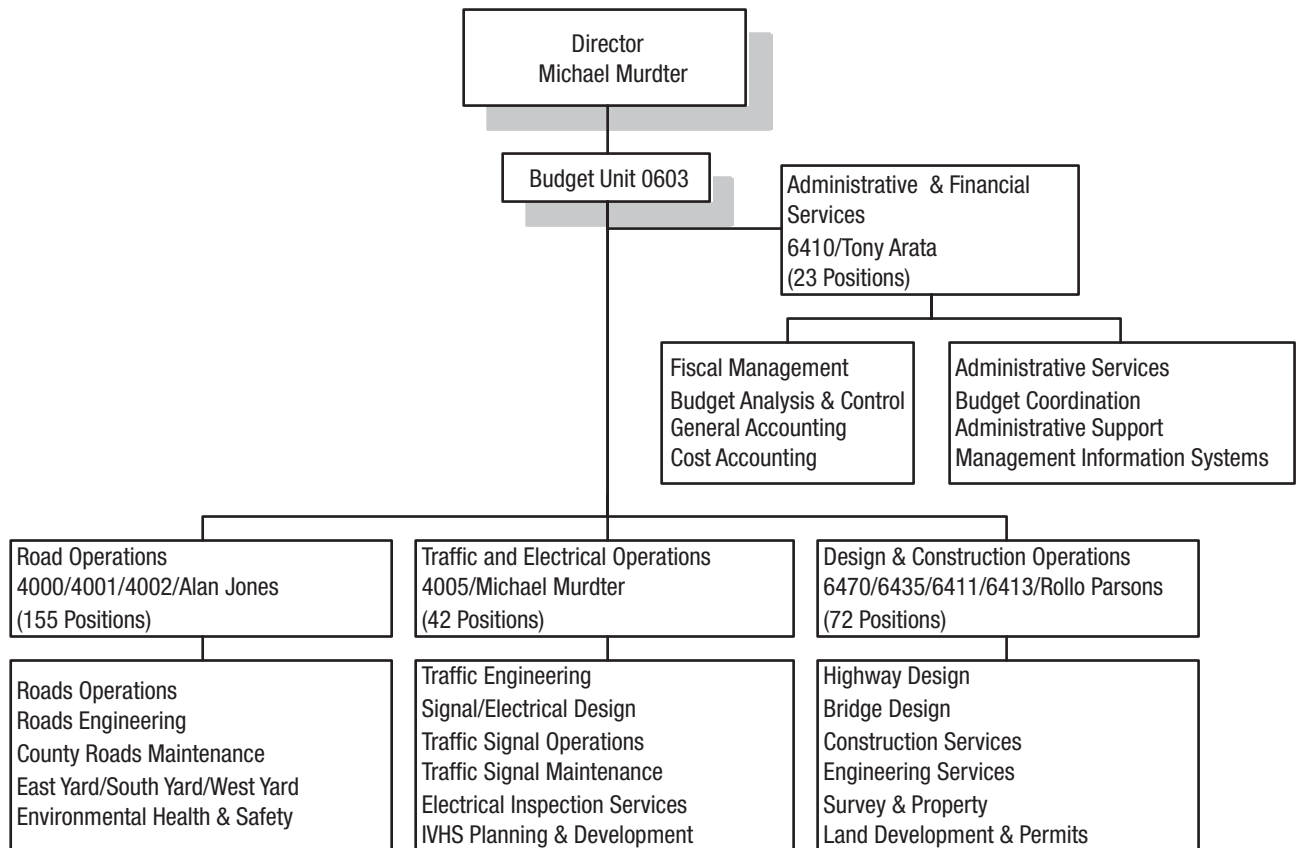 Director
Michael Murdter
Budget Unit 0603
Administrative & Financial
Services
6410/Tony Arata
(23 Positions)
Fiscal Management
Budget Analysis & Control
General Accounting
Cost Accounting
Administrative Services
Budget Coordination
Administrative Support
Management Information Systems
Road Operations
4000/4001/4002/Alan Jones
(155 Positions)
Traffic and Electrical Operations
4005/Michael Murdter
(42 Positions)
Design & Construction Operations
6470/6435/6411/6413/Rollo Parsons
(72 Positions)
Roads Operations
Roads Engineering
County Roads Maintenance
East Yard/South Yard/West Yard
Environmental Health & Safety
Traffic Engineering
Signal/Electrical Design
Traffic Signal Operations
Traffic Signal Maintenance
Electrical Inspection Services
IVHS Planning & Development
Highway Design
Bridge Design
Construction Services
Engineering Services
Survey & Property
Land Development & Permits